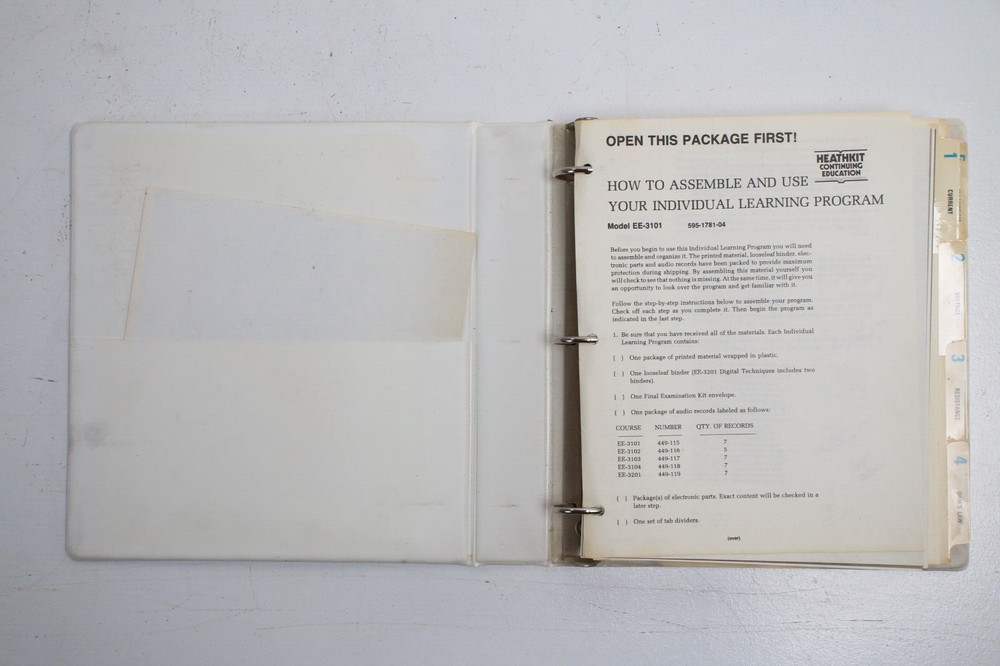 OPEN THIS PACKAGE FIRST!
HEATHKIT
CONTINUING
EDUCATION
HOW TO ASSEMBLE AND USE
YOUR INDIVIDUAL LEARNING PROGRAM
Model EE-3101 595-1781-04
Before you begin to use this Individual Learning Program you will need
to assemble and organize it. The printed material, looseleaf binder, elec-
tronic parts and audio records have been packed to provide maximum
protection during shipping. By assembling this material yourself you
will check to see that nothing is missing. At the same time, it will give you
an opportunity to look over the program and get familiar with it.
Follow the step-by-step instructions below to assemble your program.
Check off each step as you complete it. Then begin the program as
indicated in the last step.
1. Be sure that you have received all of the materials. Each Individual
Learning Program contains:
( ) One package of printed material wrapped in plastic.
( ) One looseleaf binder (EE-3201 Digital Techniques includes two
binders).
( ) One Final Examination Kit envelope.
( ) One package of audio records labeled as follows:
COURSE NUMBER QTY. OF RECORDS
EE-3101 449-115 7
EE-3102 449-116 5
EE-3103 449-117 7
EE-3104 449-118 7
EE-3201 449-119 7
( ) Package(s) of electronic parts. Exact content will be checked in a
later step.
( ) One set of tab dividers.
(over)
1
CURRENT
2
VOLTAGE
3
RESISTANCE
4
OHM'S LAW